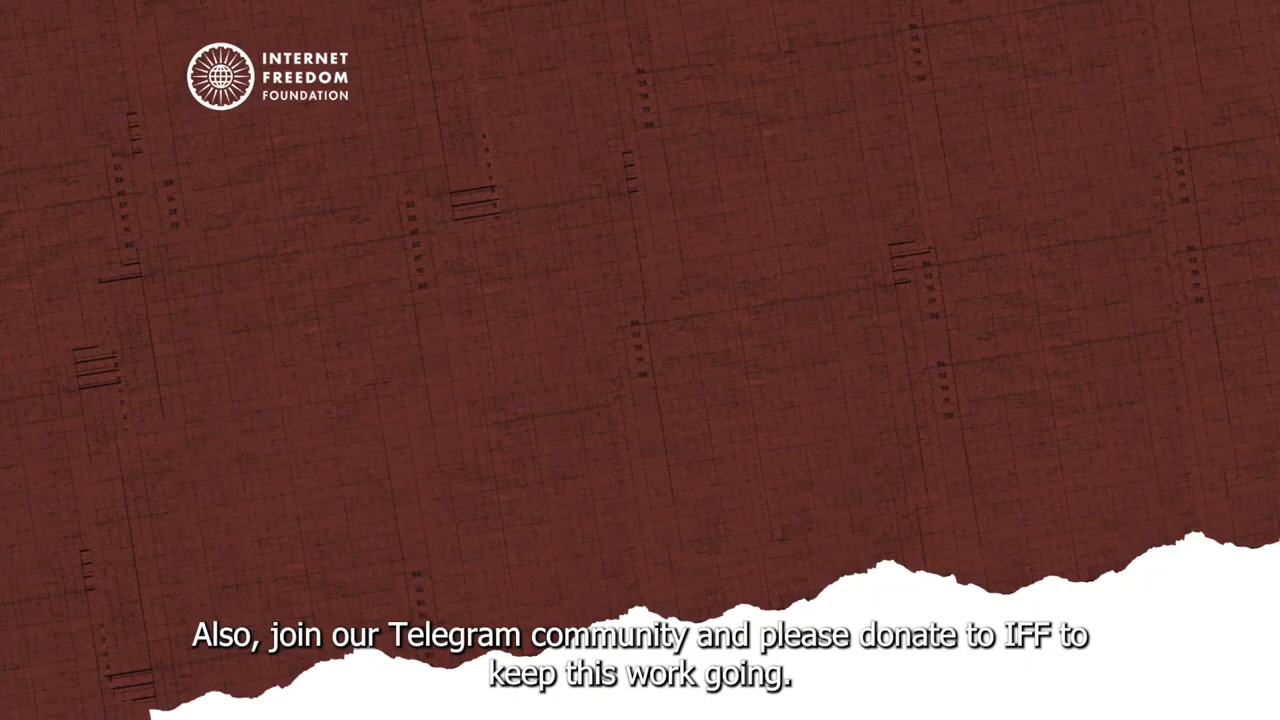 INTERNET
FREEDOM
FOUNDATION
Also, join our Telegram community and please donate to IFF to
keep this work going.